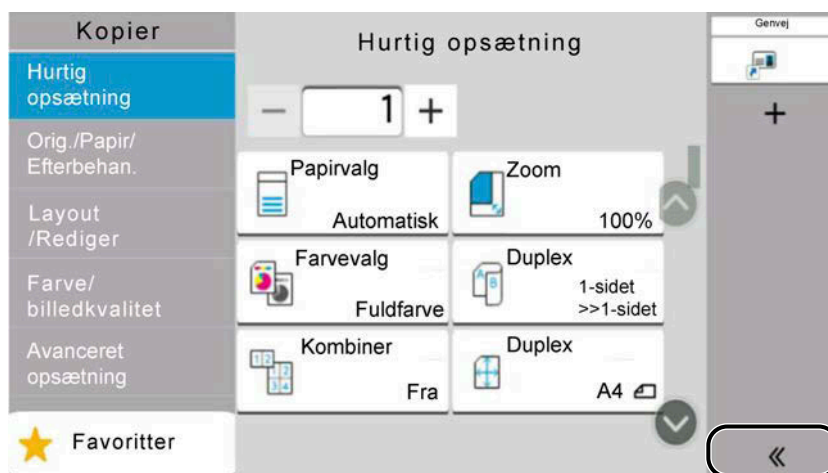 Kopier
Hurtig
opsætning
Orig./Papir/
Efterbehan.
Layout
/Rediger
Farve/
billedkvalitet
Avanceret
opsætning
Favoritter
Hurtig opsætning
− 1 +
Papirvalg
Automatisk
Zoom
100%
Farvevalg
Fuldfarve
Duplex
1-sidet
>>1-sidet
Kombiner
Fra
Duplex
A4
Genvej
+